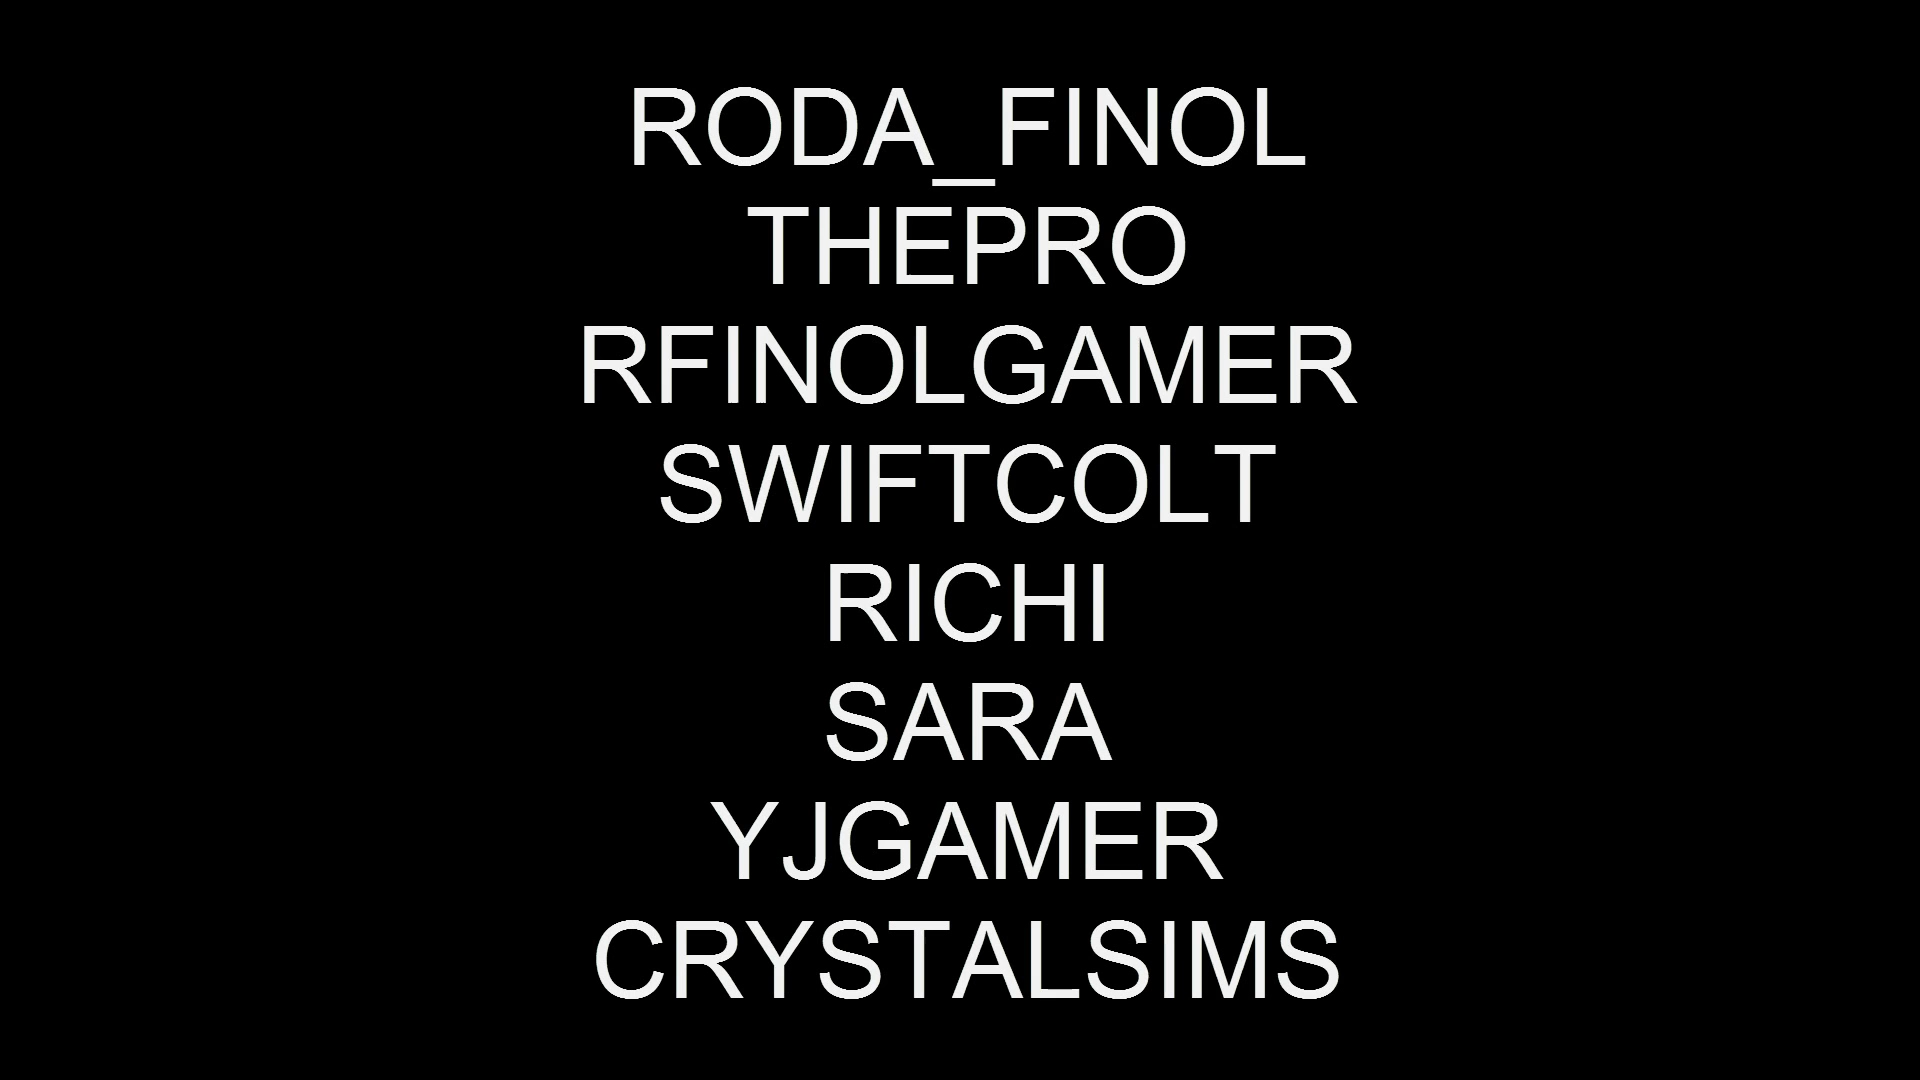 RODA_FINOL
THEPRO
RFINOLGAMER
SWIFTCOLT
RICHI
SARA
YJGAMER
CRYSTALSIMS